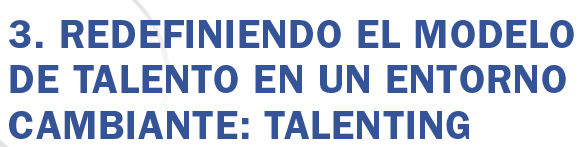 3. REDEFINIENDO EL MODELO
DE TALENTO EN UN ENTORNO
CAMBIANTE: TALENTING